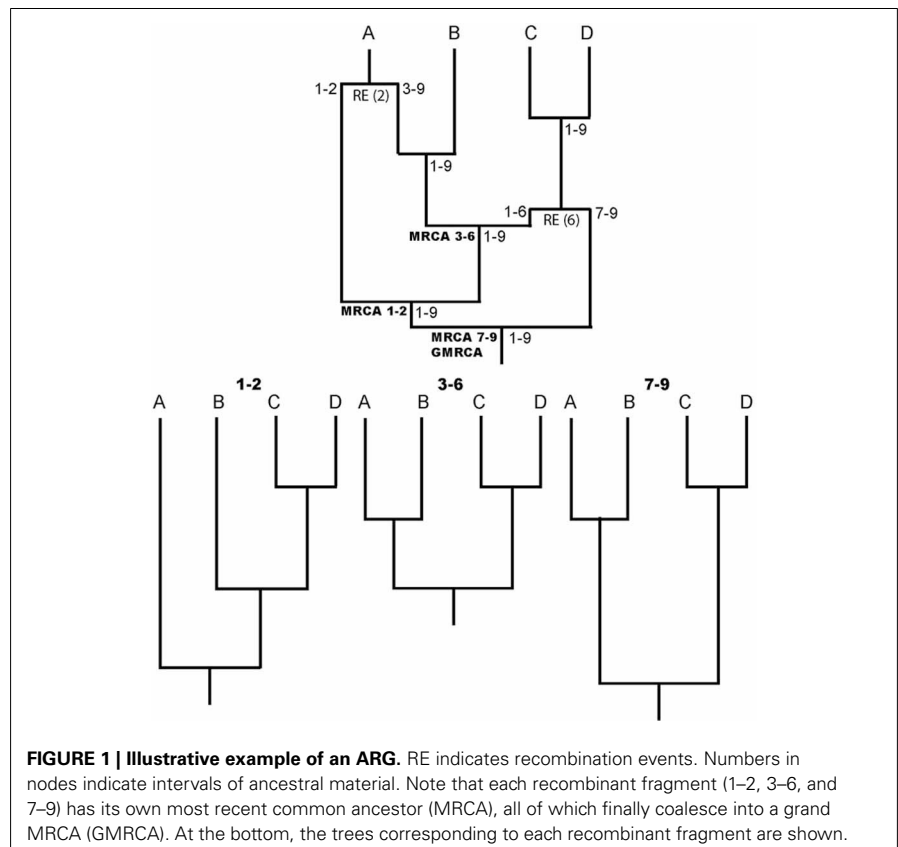 A B C D
1-2 RE (2) 3-9
1-9
1-9
1-6 RE (6) 7-9
MRCA 3-6 1-9
MRCA 1-2 1-9
MRCA 7-9 1-9
GMRCA
1-2 3-6 7-9
A B C D A B C D A B C D
FIGURE 1 | Illustrative example of an ARG. RE indicates recombination events. Numbers in
nodes indicate intervals of ancestral material. Note that each recombinant fragment (1–2, 3–6, and
7–9) has its own most recent common ancestor (MRCA), all of which finally coalesce into a grand
MRCA (GMRCA). At the bottom, the trees corresponding to each recombinant fragment are shown.